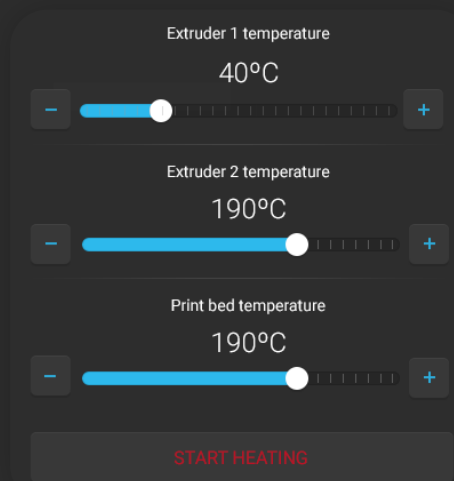 Extruder 1 temperature
40ºC
− +
Extruder 2 temperature
190ºC
− +
Print bed temperature
190ºC
− +
START HEATING